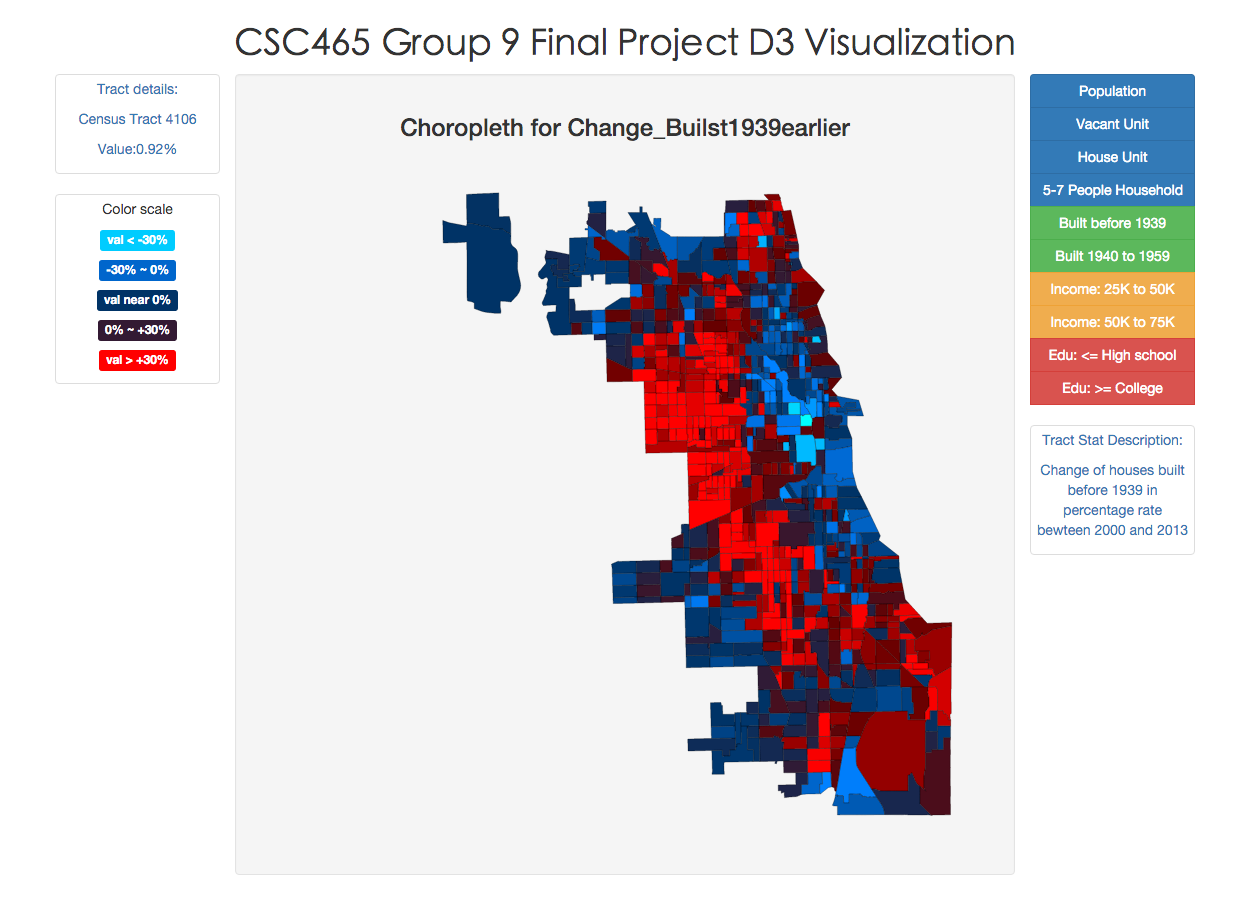 CSC465 Group 9 Final Project D3 Visualization
Tract details:
Census Tract 4106
Value:0.92%
Color scale
val < -30%
-30% ~ 0%
val near 0%
0% ~ +30%
val > +30%
Choropleth for Change_Builst1939earlier
Population
Vacant Unit
House Unit
5-7 People Household
Built before 1939
Built 1940 to 1959
Income: 25K to 50K
Income: 50K to 75K
Edu: <= High school
Edu: >= College
Tract Stat Description:
Change of houses built
before 1939 in
percentage rate
bewteen 2000 and 2013